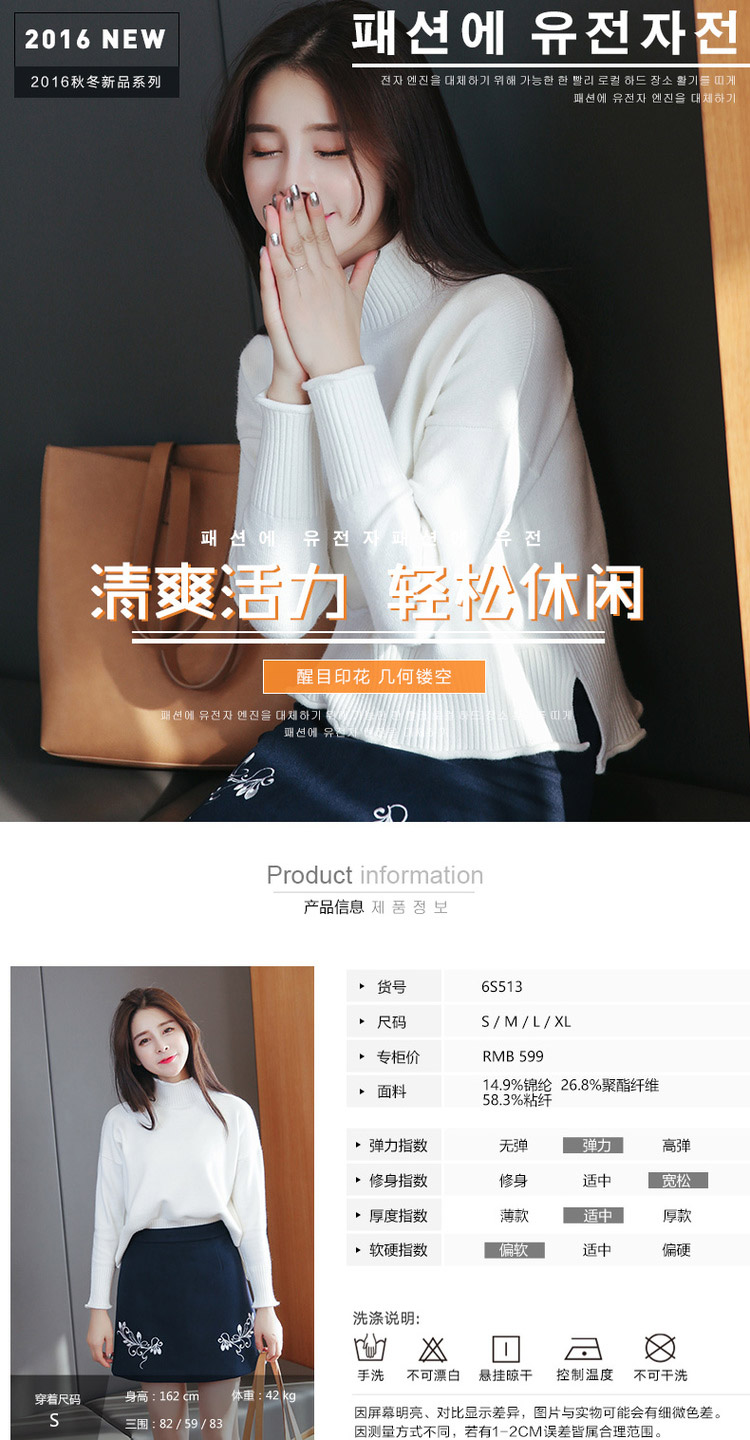 2016 NEW
2016秋冬新品系列
패션에 유전자전
전자 엔진을 대체하기 위해 가능한 한 빨리 로컬 하드 장소 활기를 띠게
패션에 유전자 엔진을 대체하기
패션에 유전자패션에 유전
清爽活力 轻松休闲
醒目印花 几何镂空
패션에 유전자 엔진을 대체하기
띠게
패션에 유전자
Product information
产品信息 제품정보
货号 6S513
尺码 S / M / L / XL
专柜价 RMB 599
面料 14.9%锦纶 26.8%聚酯纤维
58.3%粘纤
弹力指数 无弹 弹力 高弹
修身指数 修身 适中 宽松
厚度指数 薄款 适中 厚款
软硬指数 偏软 适中 偏硬
洗涤说明:
手洗 不可漂白 悬挂晾干 控制温度 不可干洗
因屏幕明亮、对比显示差异，图片与实物可能会有细微色差。
因测量方式不同，若有1-2CM误差皆属合理范围。
穿着尺码
S
身高：162 cm 体重：42 kg
三围：82 / 59 / 83